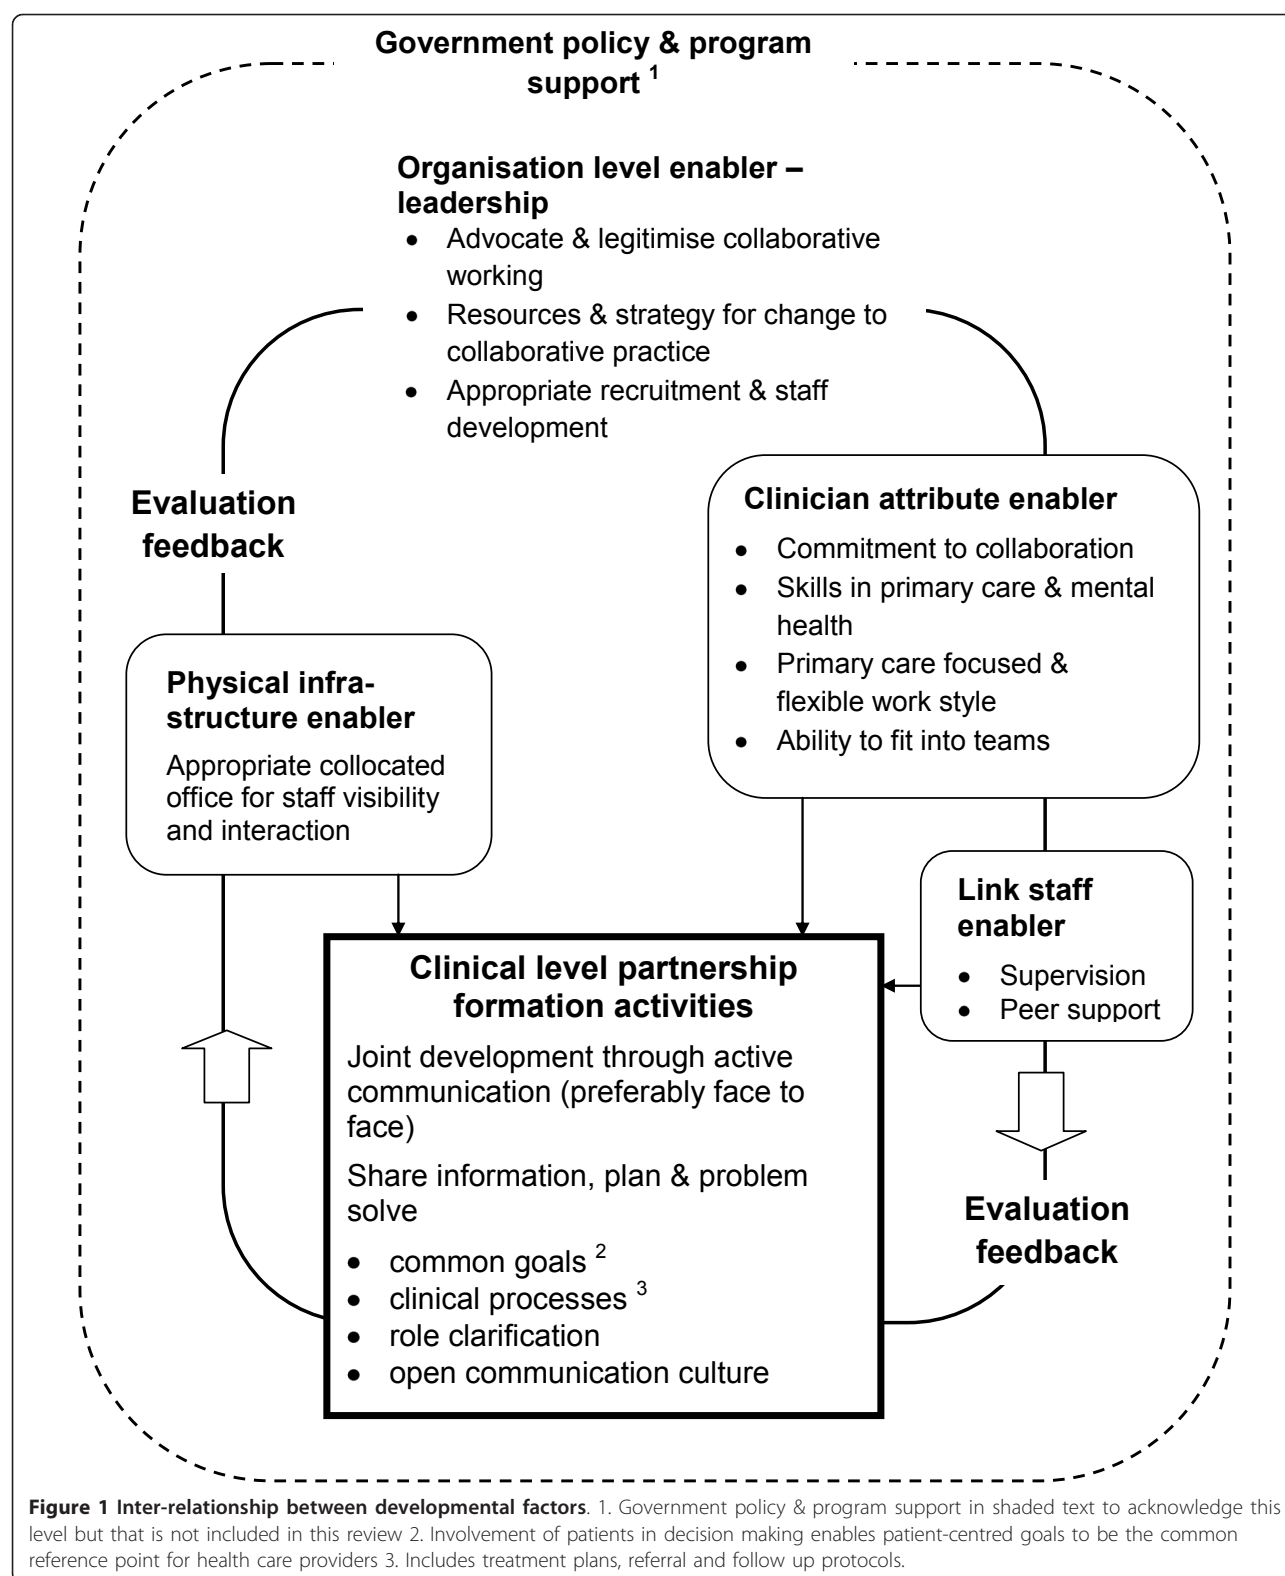 Government policy & program
support 1
Organisation level enabler –
leadership
• Advocate & legitimise collaborative
working
• Resources & strategy for change to
collaborative practice
• Appropriate recruitment & staff
development
Evaluation
feedback
Clinician attribute enabler
• Commitment to collaboration
• Skills in primary care & mental
health
• Primary care focused &
flexible work style
• Ability to fit into teams
Physical infra-
structure enabler
Appropriate collocated
office for staff visibility
and interaction
Link staff
enabler
• Supervision
• Peer support
Clinical level partnership
formation activities
Joint development through active
communication (preferably face to
face)
Share information, plan & problem
solve
• common goals 2
• clinical processes 3
• role clarification
• open communication culture
Evaluation
feedback
Figure 1 Inter-relationship between developmental factors. 1. Government policy & program support in shaded text to acknowledge this
level but that is not included in this review 2. Involvement of patients in decision making enables patient-centred goals to be the common
reference point for health care providers 3. Includes treatment plans, referral and follow up protocols.